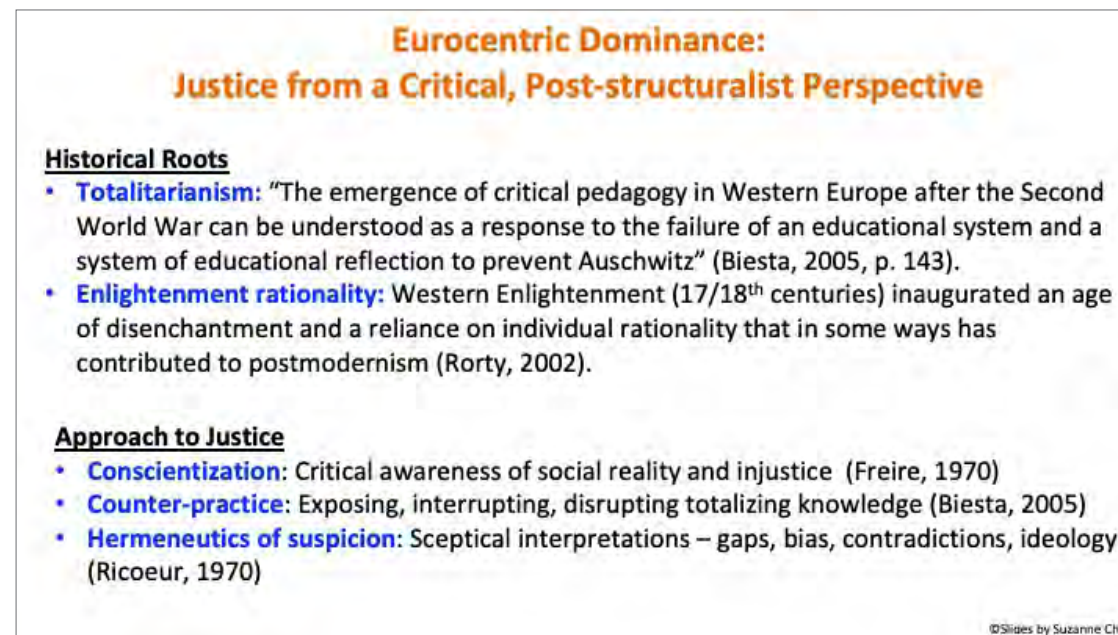 Eurocentric Dominance:
Justice from a Critical, Post-structuralist Perspective
Historical Roots
• Totalitarianism: “The emergence of critical pedagogy in Western Europe after the Second
World War can be understood as a response to the failure of an educational system and a
system of educational reflection to prevent Auschwitz” (Biesta, 2005, p. 143).
• Enlightenment rationality: Western Enlightenment (17/18th centuries) inaugurated an age
of disenchantment and a reliance on individual rationality that in some ways has
contributed to postmodernism (Rorty, 2002).
Approach to Justice
• Conscientization: Critical awareness of social reality and injustice (Freire, 1970)
• Counter-practice: Exposing, interrupting, disrupting totalizing knowledge (Biesta, 2005)
• Hermeneutics of suspicion: Sceptical interpretations – gaps, bias, contradictions, ideology
(Ricoeur, 1970)
©Slides by Suzanne